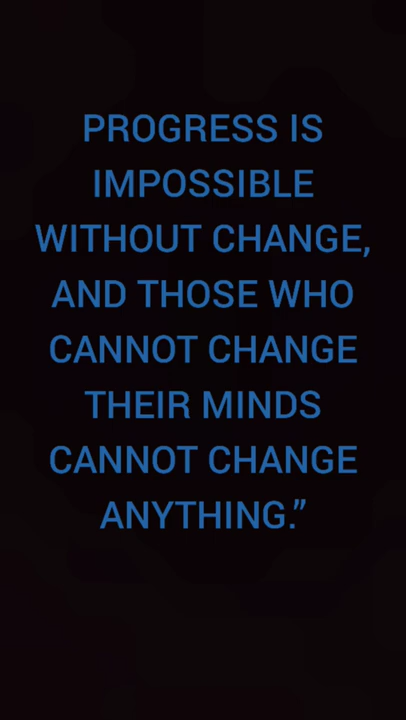 PROGRESS IS
IMPOSSIBLE
WITHOUT CHANGE,
AND THOSE WHO
CANNOT CHANGE
THEIR MINDS
CANNOT CHANGE
ANYTHING.”